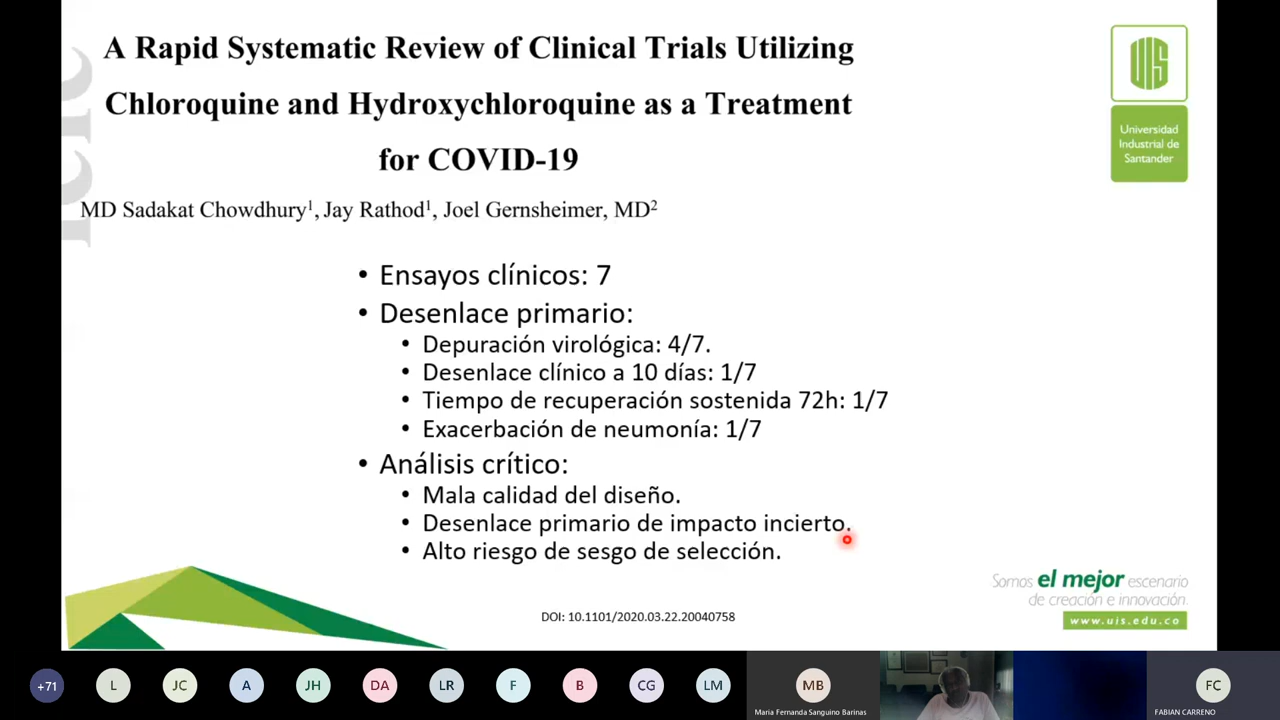 A Rapid Systematic Review of Clinical Trials Utilizing
Chloroquine and Hydroxychloroquine as a Treatment
for COVID-19
MD Sadakat Chowdhury¹, Jay Rathod¹, Joel Gernsheimer, MD²
UIS
Universidad
Industrial de
Santander
• Ensayos clínicos: 7
• Desenlace primario:
• Depuración virológica: 4/7.
• Desenlace clínico a 10 días: 1/7
• Tiempo de recuperación sostenida 72h: 1/7
• Exacerbación de neumonía: 1/7
• Análisis crítico:
• Mala calidad del diseño.
• Desenlace primario de impacto incierto.
• Alto riesgo de sesgo de selección.
Somos el mejor escenario
de creación e innovación.
www.uis.edu.co
DOI: 10.1101/2020.03.22.20040758
+71
L
JC
A
JH
DA
LR
F
B
CG
LM
MB
Maria Fernanda Sanguino Barinas
FC
FABIAN CARREÑO